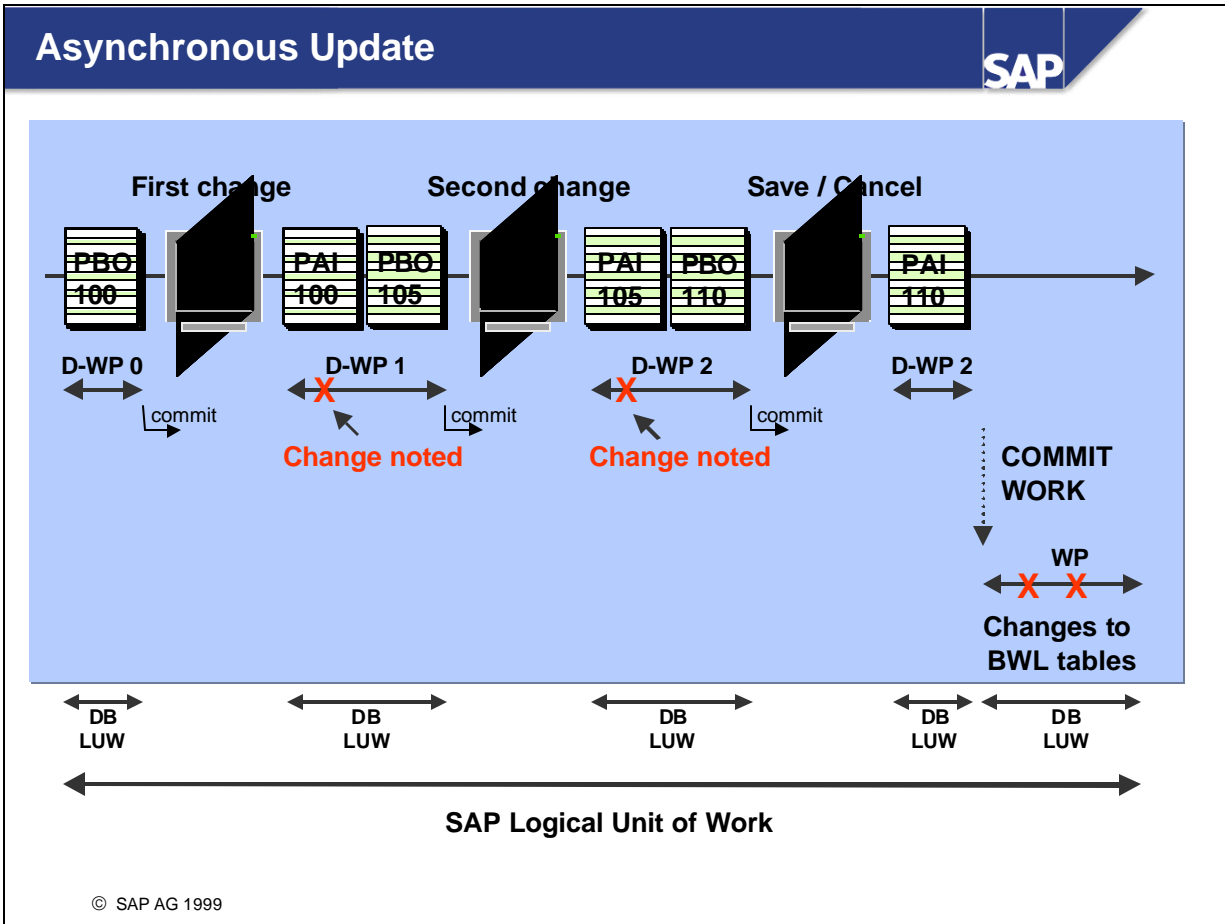 Asynchronous Update
SAP
First change
Second change
Save / Cancel
PBO
100
PAI
100
PBO
105
PAI
105
PBO
110
PAI
110
D-WP 0
D-WP 1
D-WP 2
D-WP 2
X
X
commit
commit
commit
Change noted
Change noted
COMMIT
WORK
WP
X X
Changes to
BWL tables
DB
LUW
DB
LUW
DB
LUW
DB
LUW
DB
LUW
SAP Logical Unit of Work
© SAP AG 1999